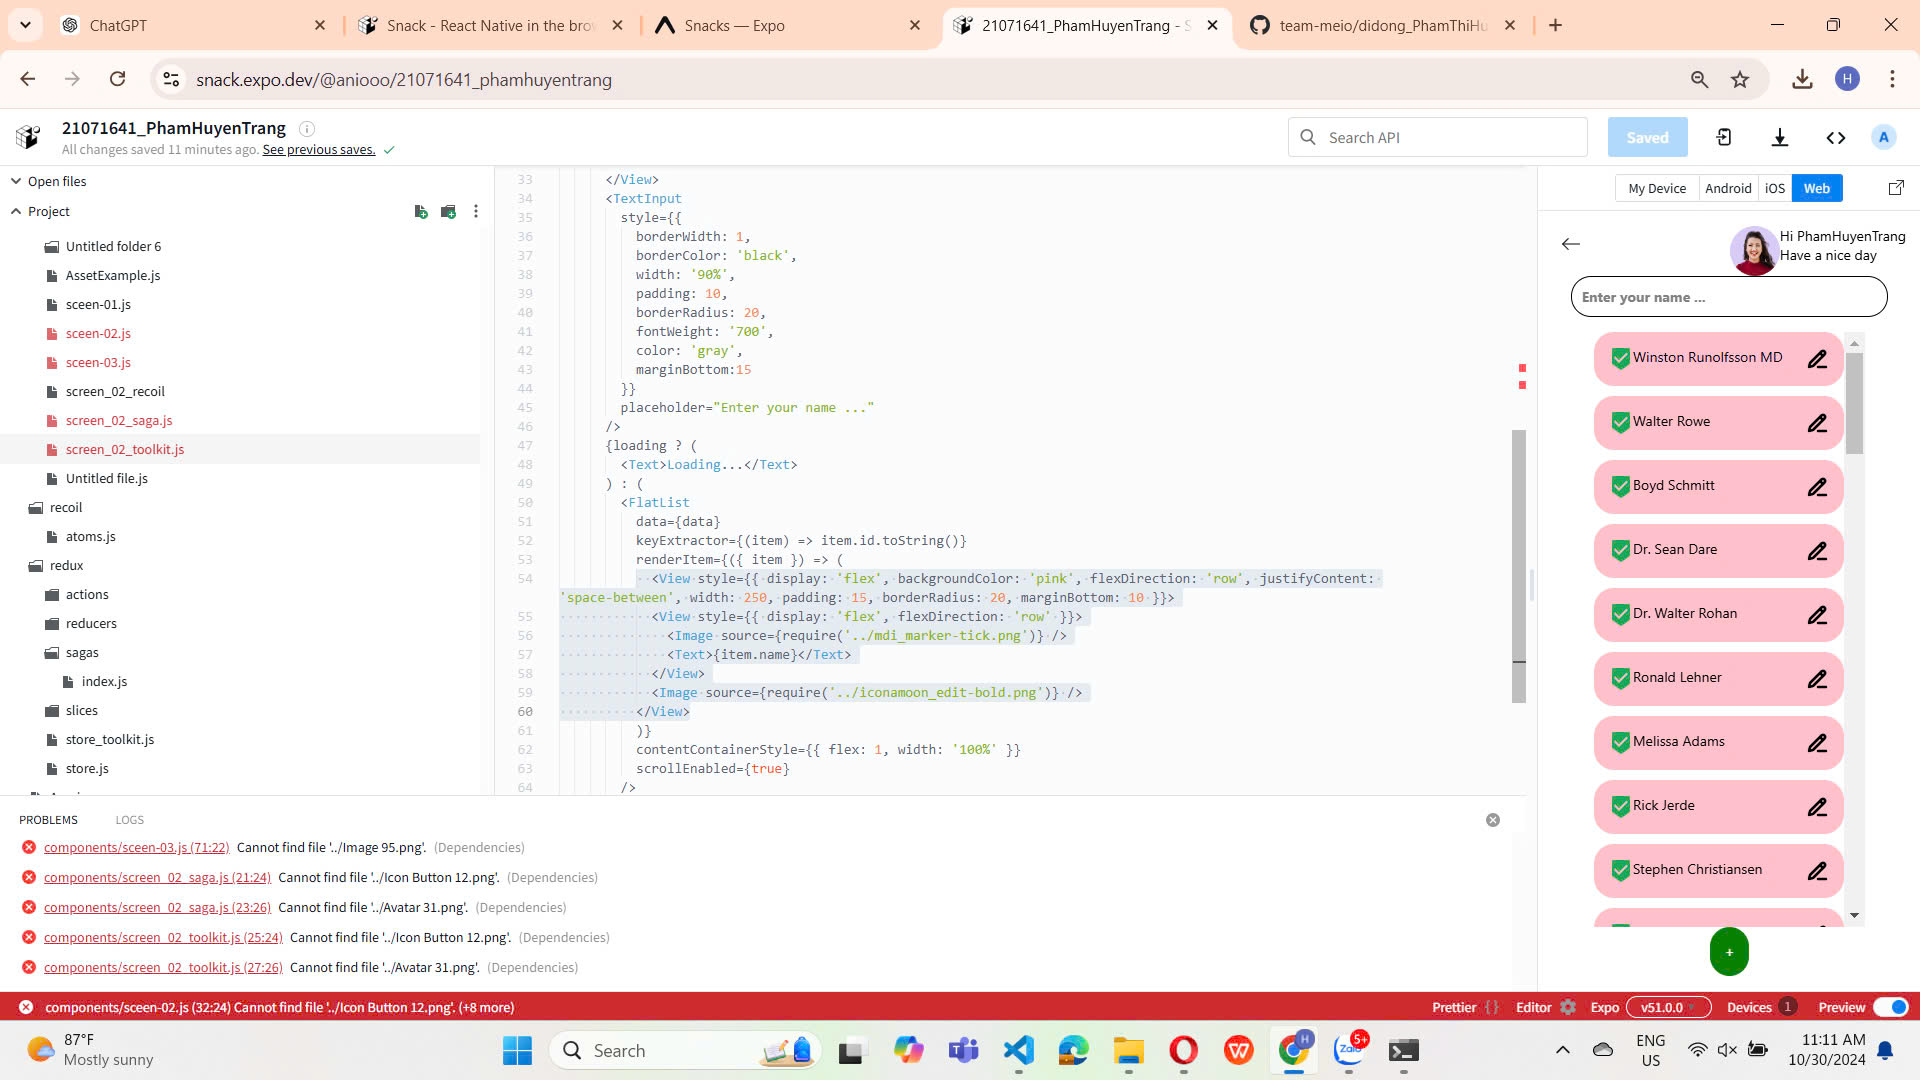 ChatGPT
Snack - React Native in the brow
Snacks — Expo
21071641_PhamHuyenTrang - S
team-meio/didong_PhamThiHu
snack.expo.dev/@aniooo/21071641_phamhuyentrang
H
21071641_PhamHuyenTrang
All changes saved 11 minutes ago. See previous saves.
Search API
Saved
A
Open files
Project
Untitled folder 6
AssetExample.js
sceen-01.js
sceen-02.js
sceen-03.js
screen_02_recoil
screen_02_saga.js
screen_02_toolkit.js
Untitled file.js
recoil
atoms.js
redux
actions
reducers
sagas
index.js
slices
store_toolkit.js
store.js
33 </View>
34 <TextInput
35 style={{
36 borderWidth: 1,
37 borderColor: 'black',
38 width: '90%',
39 padding: 10,
40 borderRadius: 20,
41 fontWeight: '700',
42 color: 'gray',
43 marginBottom:15
44 }}
45 placeholder="Enter your name ..."
46 />
47 {loading ? (
48 <Text>Loading...</Text>
49 ) : (
50 <FlatList
51 data={data}
52 keyExtractor={(item) => item.id.toString()}
53 renderItem={({ item }) => (
54 <View style={{ display: 'flex', backgroundColor: 'pink', flexDirection: 'row', justifyContent:
'space-between', width: 250, padding: 15, borderRadius: 20, marginBottom: 10 }}>
55 <View style={{ display: 'flex', flexDirection: 'row' }}>
56 <Image source={require('../mdi_marker-tick.png')} />
57 <Text>{item.name}</Text>
58 </View>
59 <Image source={require('../iconamoon_edit-bold.png')} />
60 </View>
61 )}
62 contentContainerStyle={{ flex: 1, width: '100%' }}
63 scrollEnabled={true}
64 />
My Device
Android
iOS
Web
Hi PhamHuyenTrang
Have a nice day
Enter your name ...
Winston Runolfsson MD
Walter Rowe
Boyd Schmitt
Dr. Sean Dare
Dr. Walter Rohan
Ronald Lehner
Melissa Adams
Rick Jerde
Stephen Christiansen
+
PROBLEMS
LOGS
components/sceen-03.js (71:22) Cannot find file '../Image 95.png'. (Dependencies)
components/screen_02_saga.js (21:24) Cannot find file '../Icon Button 12.png'. (Dependencies)
components/screen_02_saga.js (23:26) Cannot find file '../Avatar 31.png'. (Dependencies)
components/screen_02_toolkit.js (25:24) Cannot find file '../Icon Button 12.png'. (Dependencies)
components/screen_02_toolkit.js (27:26) Cannot find file '../Avatar 31.png'. (Dependencies)
components/sceen-02.js (32:24) Cannot find file '../Icon Button 12.png'. (+8 more)
Prettier { }
Editor
Expo
v51.0.0
Devices 1
Preview
87°F
Mostly sunny
Search
H
Zalo
5+
ENG
US
11:11 AM
10/30/2024